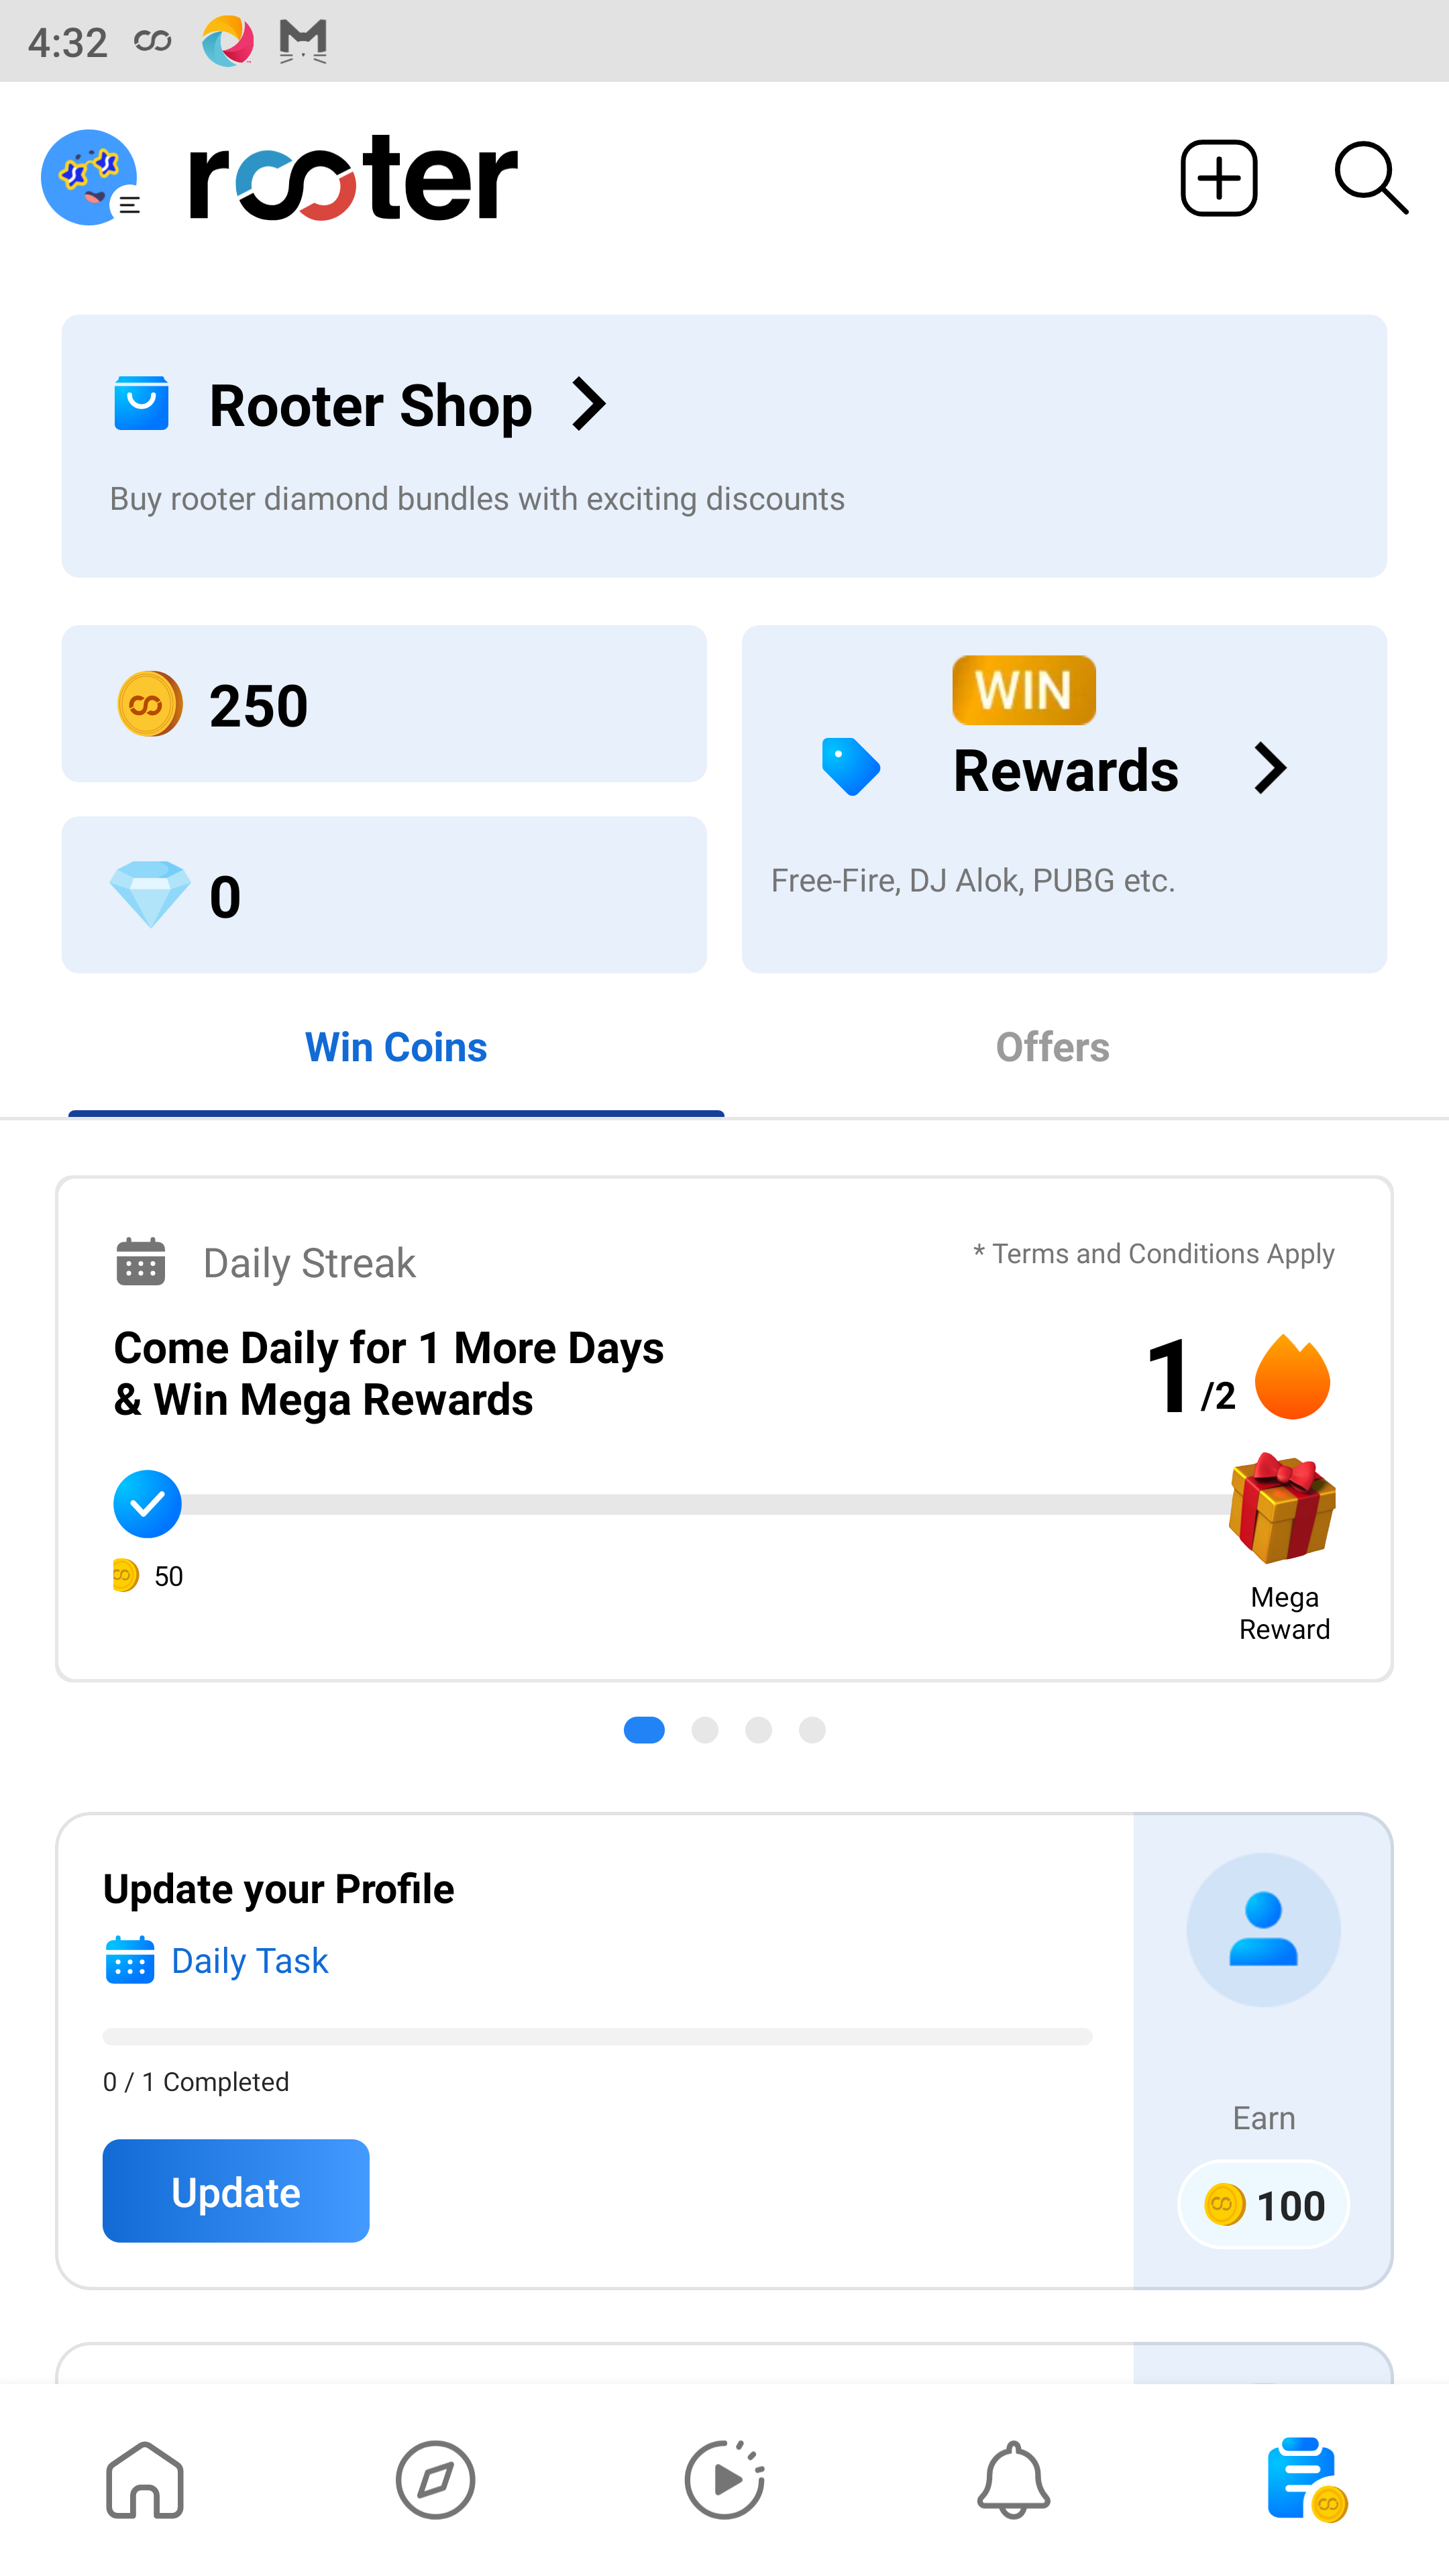 4:32
rooter
Rooter Shop
Buy rooter diamond bundles with exciting discounts
250
WIN
Rewards
0
Free-Fire, DJ Alok, PUBG etc.
Win Coins
Offers
Daily Streak
* Terms and Conditions Apply
Come Daily for 1 More Days
& Win Mega Rewards
1/2
50
Mega
Reward
Update your Profile
Daily Task
0 / 1 Completed
Earn
Update
100